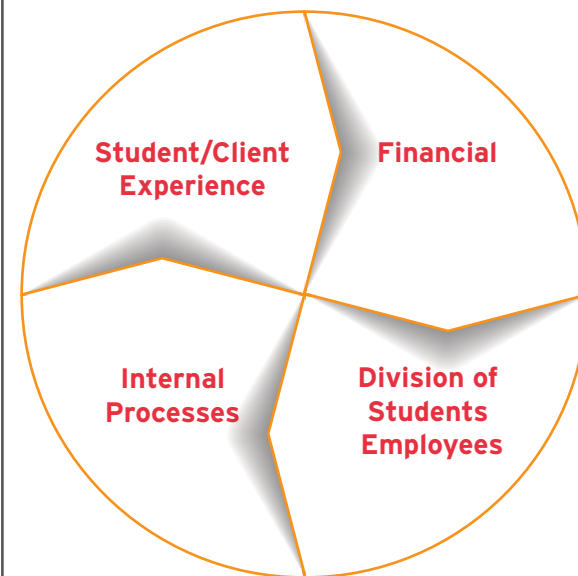 Student/Client
Experience
Financial
Internal
Processes
Division of
Students
Employees